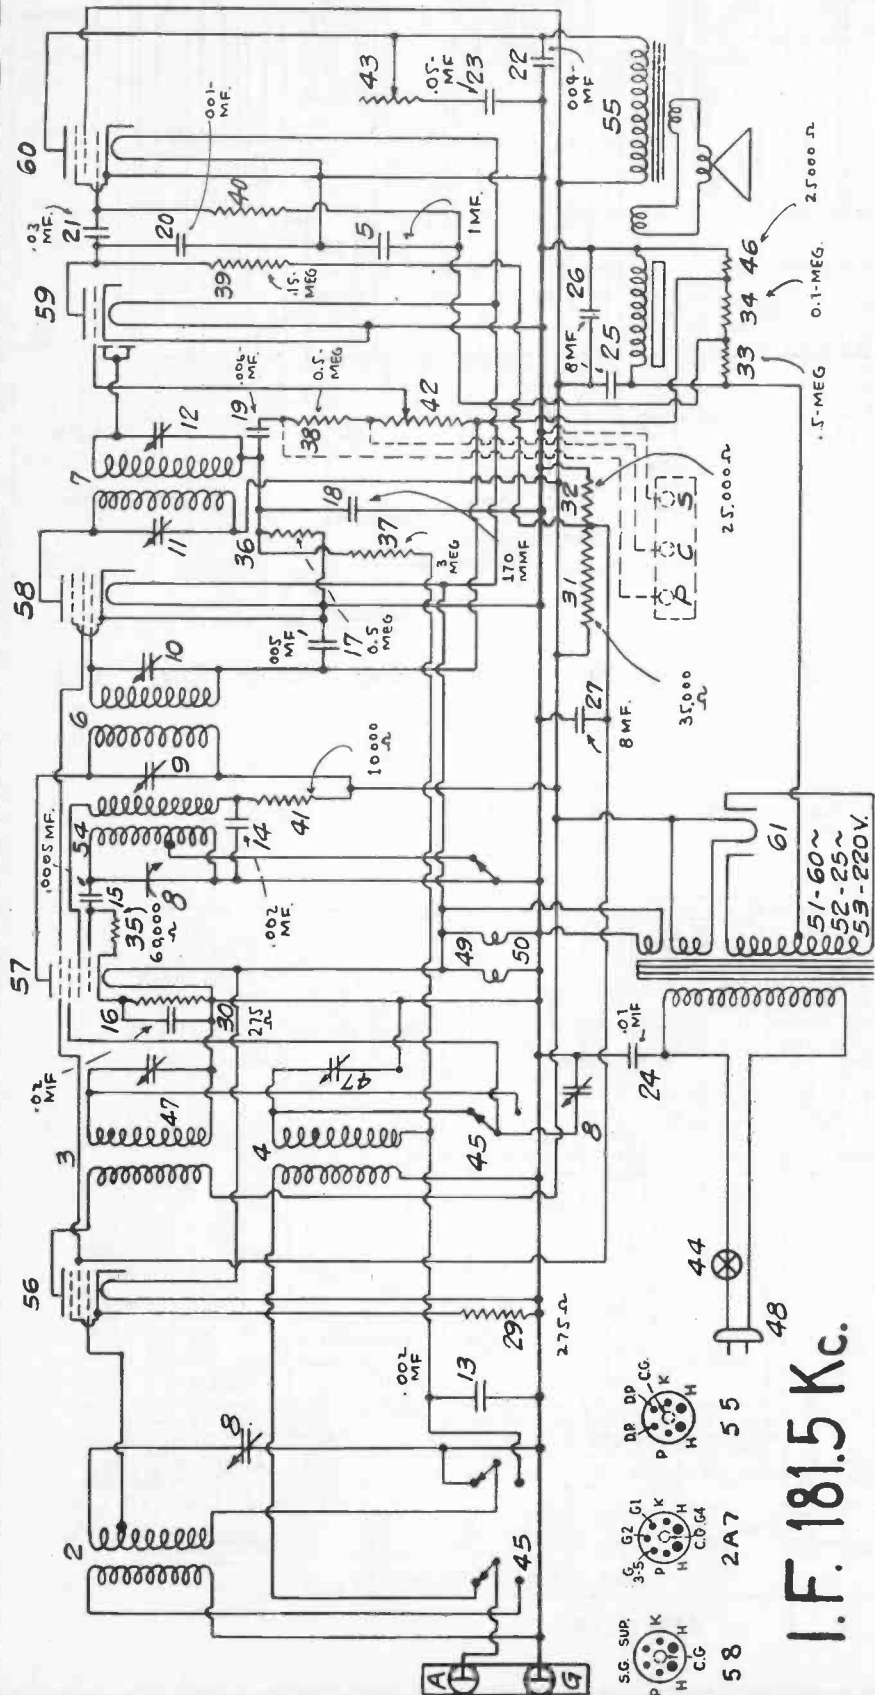 56
57
58
59
60
2
3
47
16
.02 MF
30
275 Ω
35
60,000 Ω
15
.0005 MF.
54
8
14
.002 MF.
41
10000 Ω
9
6
10
11
7
12
17
.005 MF
36
0.5 MEG
18
170 MMF
37
3 MEG
19
.006- MF.
38
0.5- MEG
42
39
.15- MEG
21
.03 MF.
20
.001- MF.
40
5
1 MF.
43
.05- MF
23
22
.004- MF
8
13
.002 MF
29
275 Ω
4
47
45
49
50
A
G
45
8
24
.01 MF
27
8 MF.
31
35,000 Ω
32
25,000 Ω
P C S
25
26
8 MF
33
.5-MEG
34
0.1-MEG.
46
25000 Ω
55
44
48
61
51-60~
52-25~
53-220V.
S.G. SUP.
P K
H H
C.G
58
G 3-5 G2 G1
P K
H H
C.G.G4
2A7
D.P. D.P C.G.
P K
H H
55
I.F. 181.5 Kc.